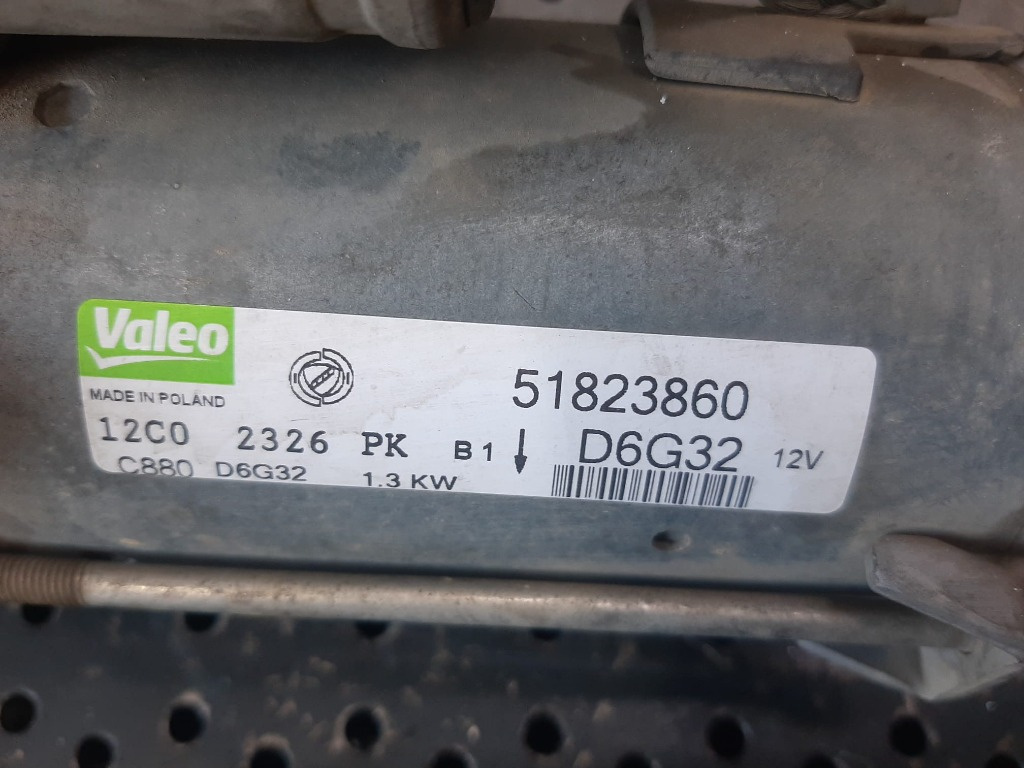 Valeo
MADE IN POLAND
51823860
12C0 2326 PK B1 D6G32 12V
C880 D6G32 1.3 KW